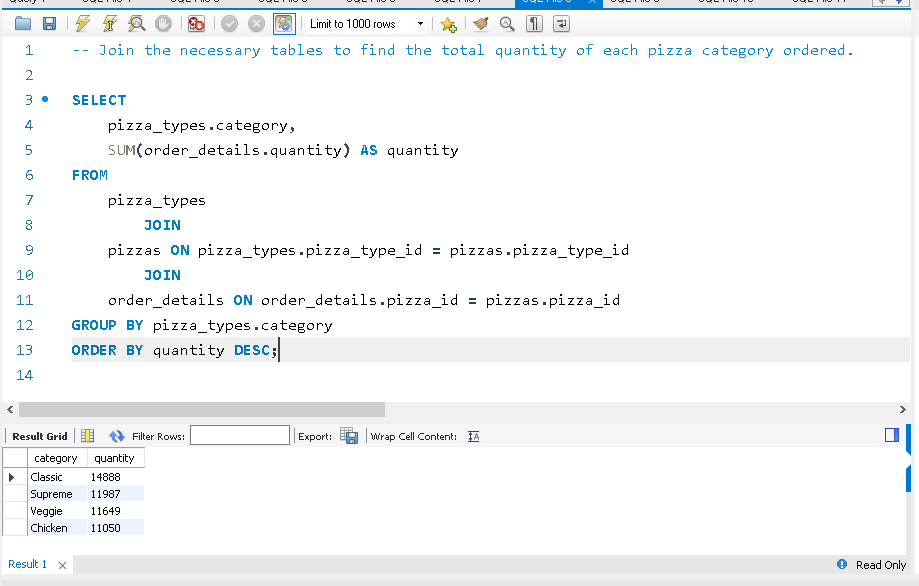 Limit to 1000 rows
1 -- Join the necessary tables to find the total quantity of each pizza category ordered.
2
3 SELECT
4 pizza_types.category,
5 SUM(order_details.quantity) AS quantity
6 FROM
7 pizza_types
8 JOIN
9 pizzas ON pizza_types.pizza_type_id = pizzas.pizza_type_id
10 JOIN
11 order_details ON order_details.pizza_id = pizzas.pizza_id
12 GROUP BY pizza_types.category
13 ORDER BY quantity DESC;
14
Result Grid Filter Rows: Export: Wrap Cell Content:
category quantity
Classic 14888
Supreme 11987
Veggie 11649
Chicken 11050
Result 1 Read Only